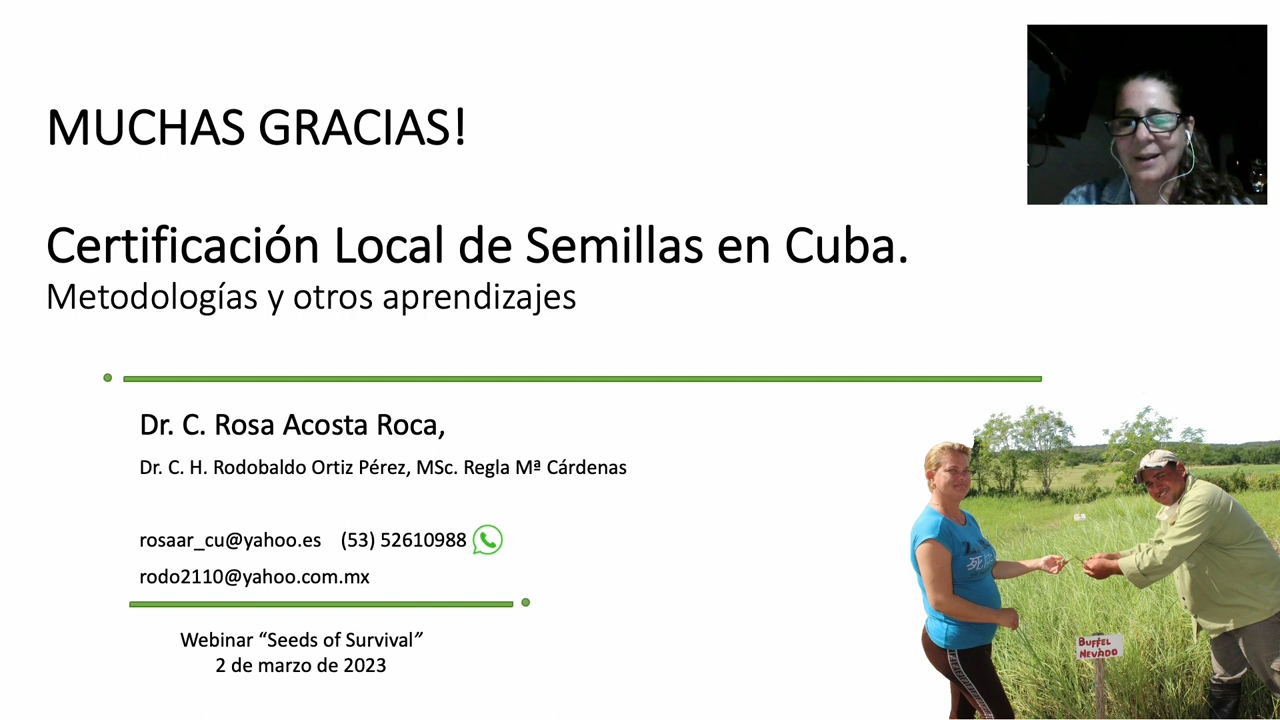 MUCHAS GRACIAS!
Certificación Local de Semillas en Cuba.
Metodologías y otros aprendizajes
Dr. C. Rosa Acosta Roca,
Dr. C. H. Rodobaldo Ortiz Pérez, MSc. Regla Mª Cárdenas
rosaar_cu@yahoo.es (53) 52610988
rodo2110@yahoo.com.mx
Webinar “Seeds of Survival”
2 de marzo de 2023
BUFFEL
NEVADO